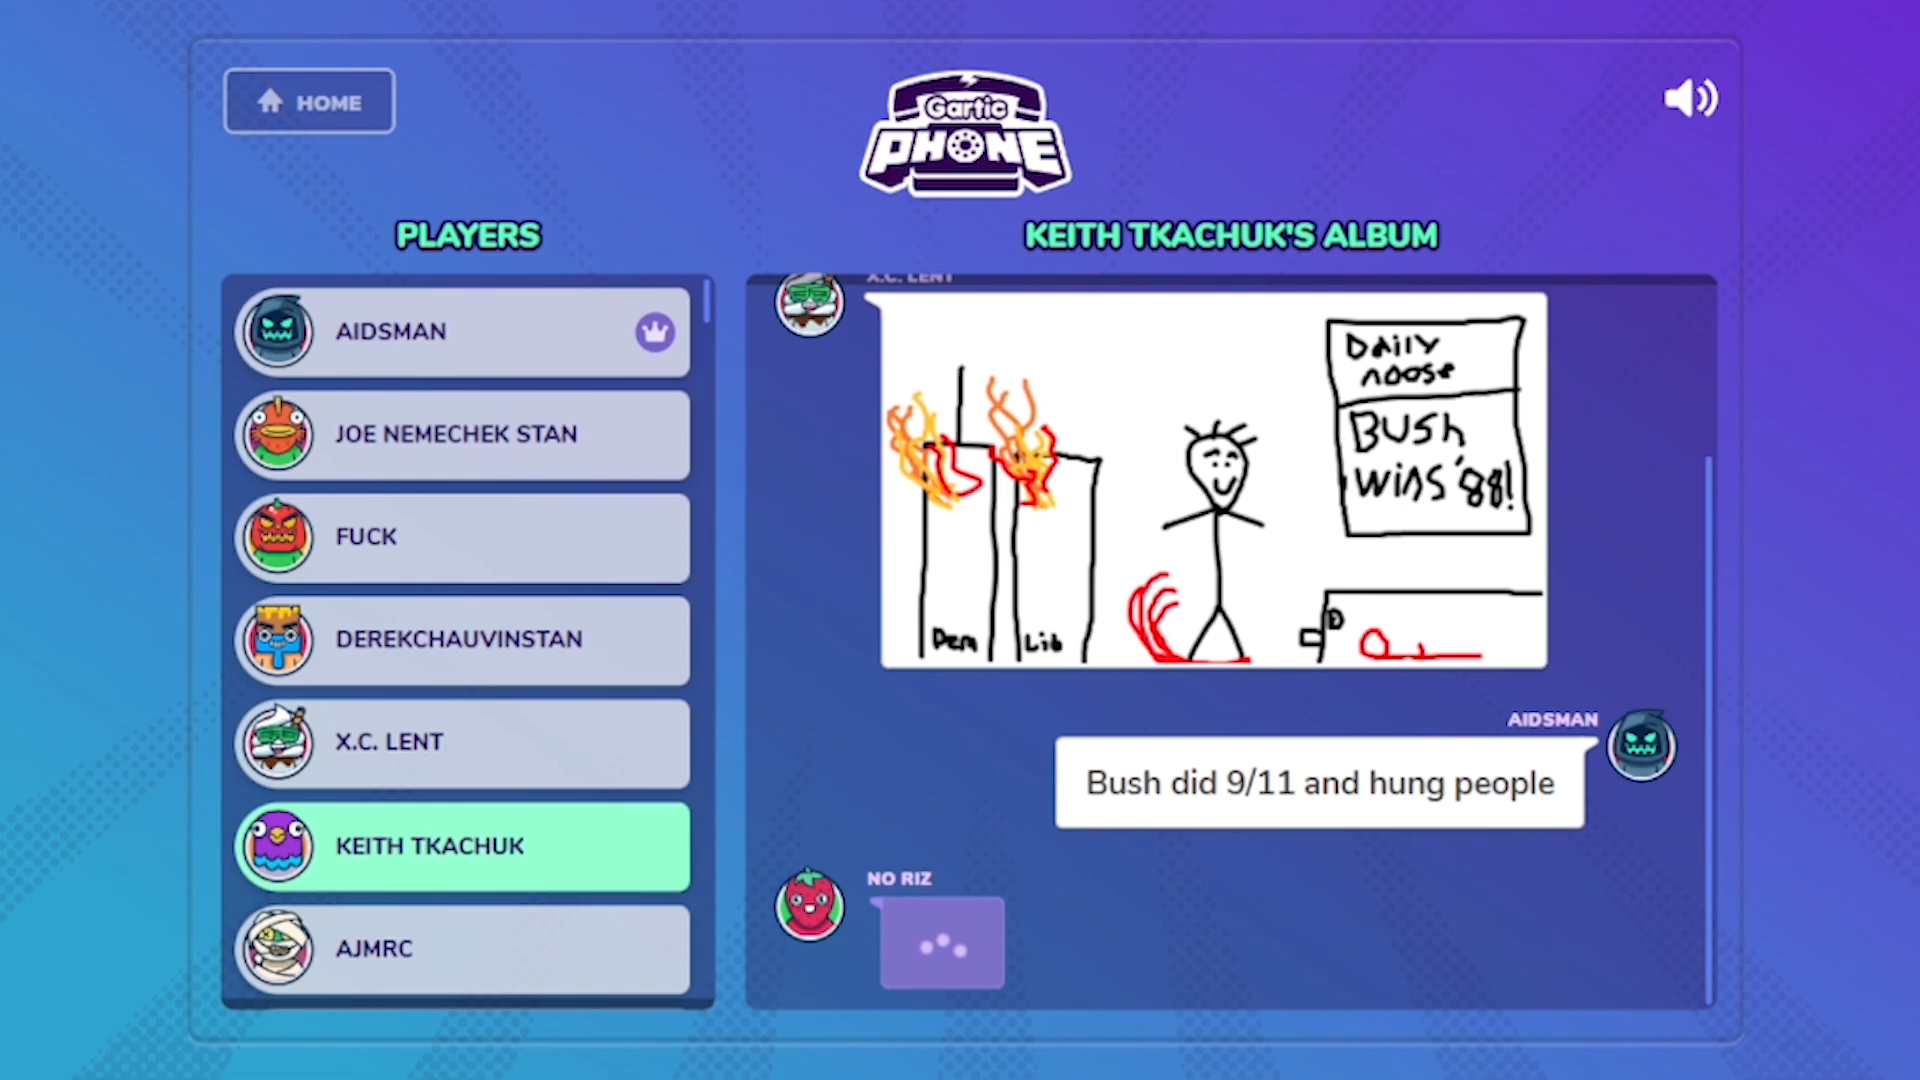 HOME
Gartic
PHONE
PLAYERS
KEITH TKACHUK'S ALBUM
AIDSMAN
JOE NEMECHEK STAN
FUCK
DEREKCHAUVINSTAN
X.C. LENT
KEITH TKACHUK
AJMRC
X.C. LENT
Daily
noose
BUSh
WiNS '88!
Dem
Lib
D
AIDSMAN
Bush did 9/11 and hung people
NO RIZ